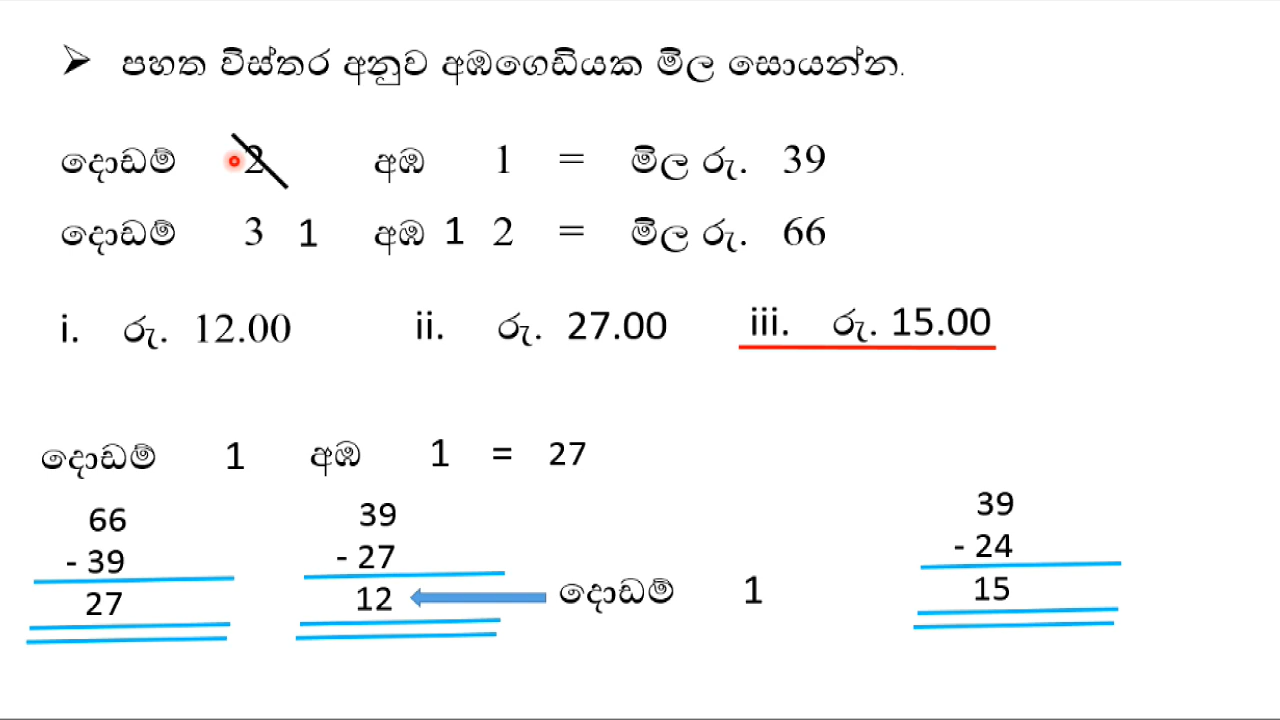 ➢ පහත විස්තර අනුව අඹගෙඩියක මිල සොයන්න.
දොඩම් 2 අඹ 1 = මිල රු. 39
දොඩම් 3 1 අඹ 1 2 = මිල රු. 66
i. රු. 12.00 ii. රු. 27.00 iii. රු. 15.00
දොඩම් 1 අඹ 1 = 27
66 39 39
- 39 - 27 - 24
27 12 දොඩම් 1 15